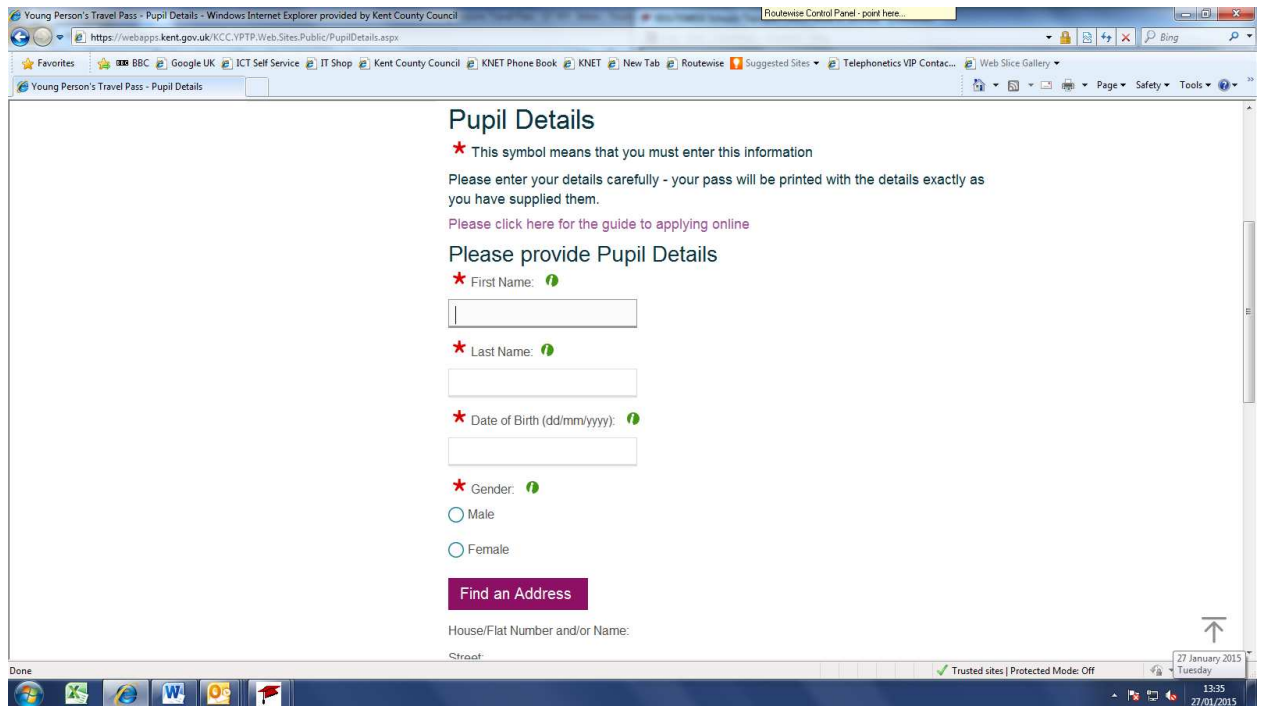 Young Person's Travel Pass - Pupil Details - Windows Internet Explorer provided by Kent County Council
Routewise Control Panel - point here...
https://webapps.kent.gov.uk/KCC.YPTP.Web.Sites.Public/PupilDetails.aspx
Bing
Favorites BBC Google UK ICT Self Service IT Shop Kent County Council KNET Phone Book KNET New Tab Routewise Suggested Sites Telephonetics VIP Contac... Web Slice Gallery
Young Person's Travel Pass - Pupil Details
Page Safety Tools
Pupil Details
* This symbol means that you must enter this information
Please enter your details carefully - your pass will be printed with the details exactly as
you have supplied them.
Please click here for the guide to applying online
Please provide Pupil Details
* First Name:
* Last Name:
* Date of Birth (dd/mm/yyyy):
* Gender:
Male
Female
Find an Address
House/Flat Number and/or Name:
Street:
27 January 2015
Tuesday
Done
Trusted sites | Protected Mode: Off
13:35
27/01/2015